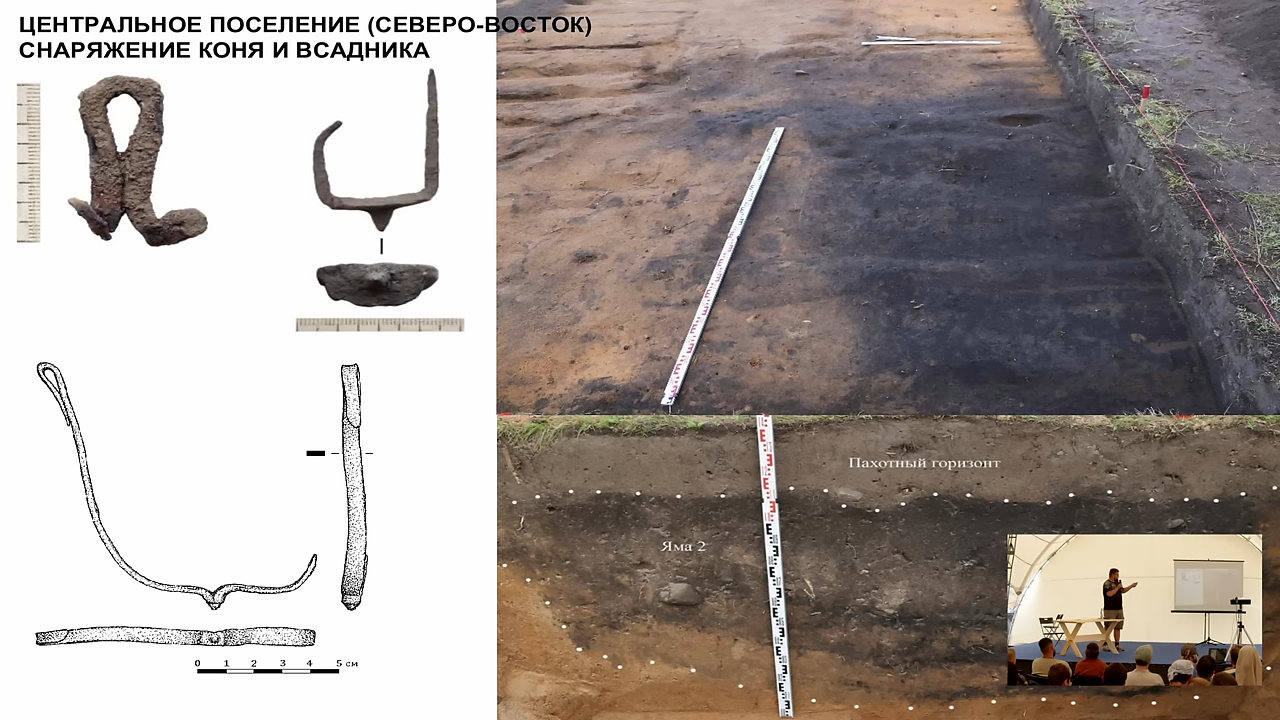 ЦЕНТРАЛЬНОЕ ПОСЕЛЕНИЕ (СЕВЕРО-ВОСТОК)
СНАРЯЖЕНИЕ КОНЯ И ВСАДНИКА
Пахотный горизонт
Яма 2
0 1 2 3 4 5 см